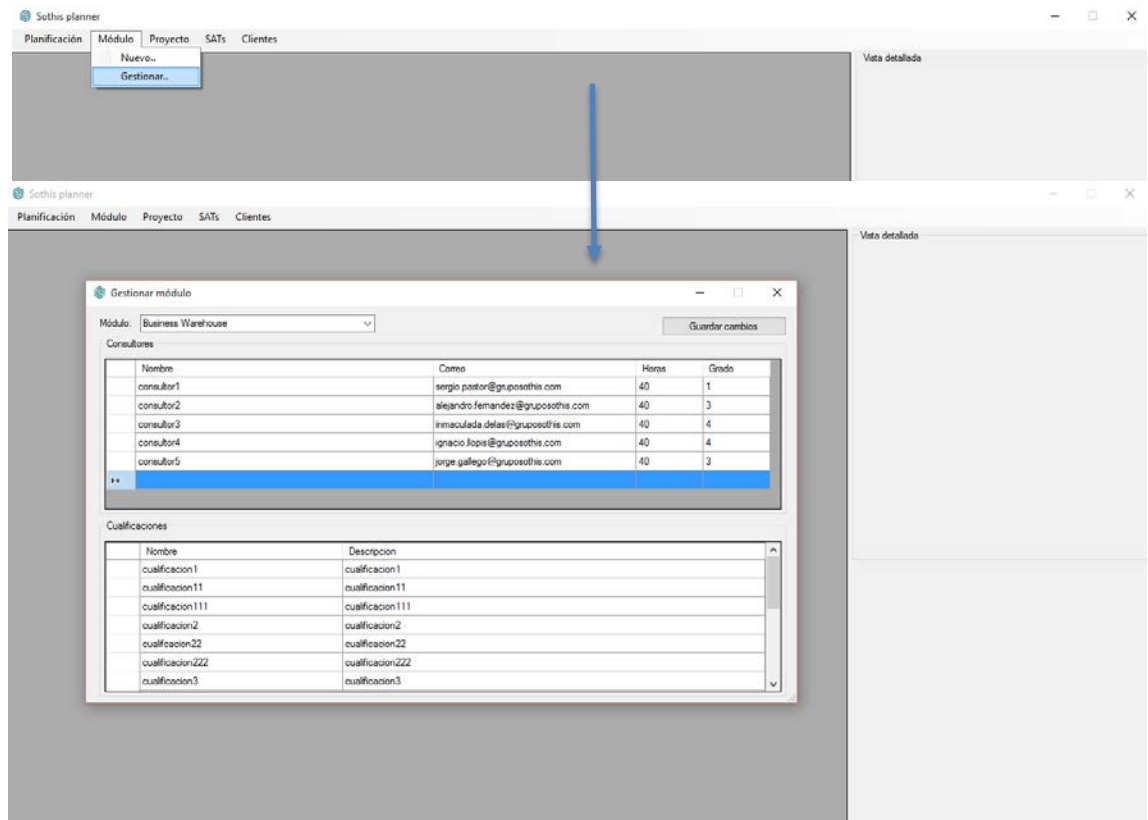 Sothis planner
Planificación Módulo Proyecto SATs Clientes
Nuevo...
Gestionar...
Vista detallada
Sothis planner
Planificación Módulo Proyecto SATs Clientes
Vista detallada
Gestionar módulo
Módulo: Business Warehouse Guardar cambios
Consultores
Nombre Correo Horas Grado
consultor1 sergio.pastor@gruposothis.com 40 1
consultor2 alejandro.fernandez@gruposothis.com 40 3
consultor3 inmaculada.delas@gruposothis.com 40 4
consultor4 ignacio.llopis@gruposothis.com 40 4
consultor5 jorge.gallego@gruposothis.com 40 3
Cualificaciones
Nombre Descripcion
cualificacion1 cualificacion1
cualificacion11 cualificacion11
cualificacion111 cualificacion111
cualificacion2 cualificacion2
cualificacion22 cualificacion22
cualificacion222 cualificacion222
cualificacion3 cualificacion3